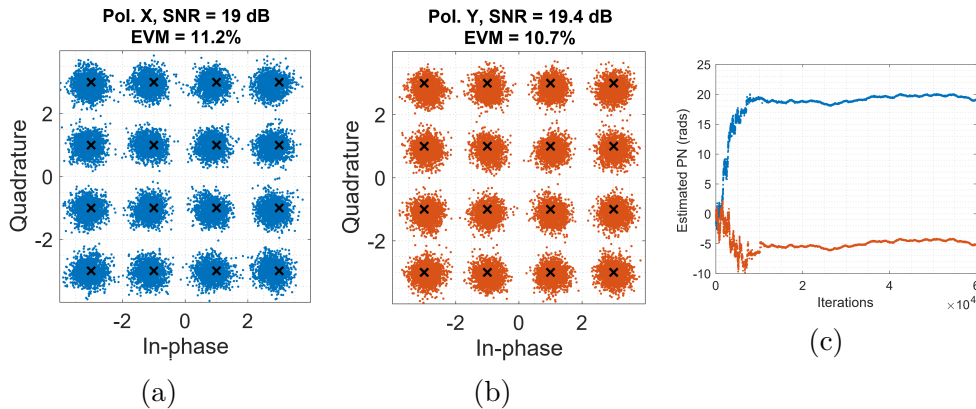 Pol. X, SNR = 19 dB
EVM = 11.2%
Quadrature
2
0
-2
-2
0
2
In-phase
(a)
Pol. Y, SNR = 19.4 dB
EVM = 10.7%
Quadrature
2
0
-2
-2
0
2
In-phase
(b)
Estimated PN (rads)
25
20
15
10
5
0
-5
-10
0
2
4
6
Iterations
×10⁴
(c)